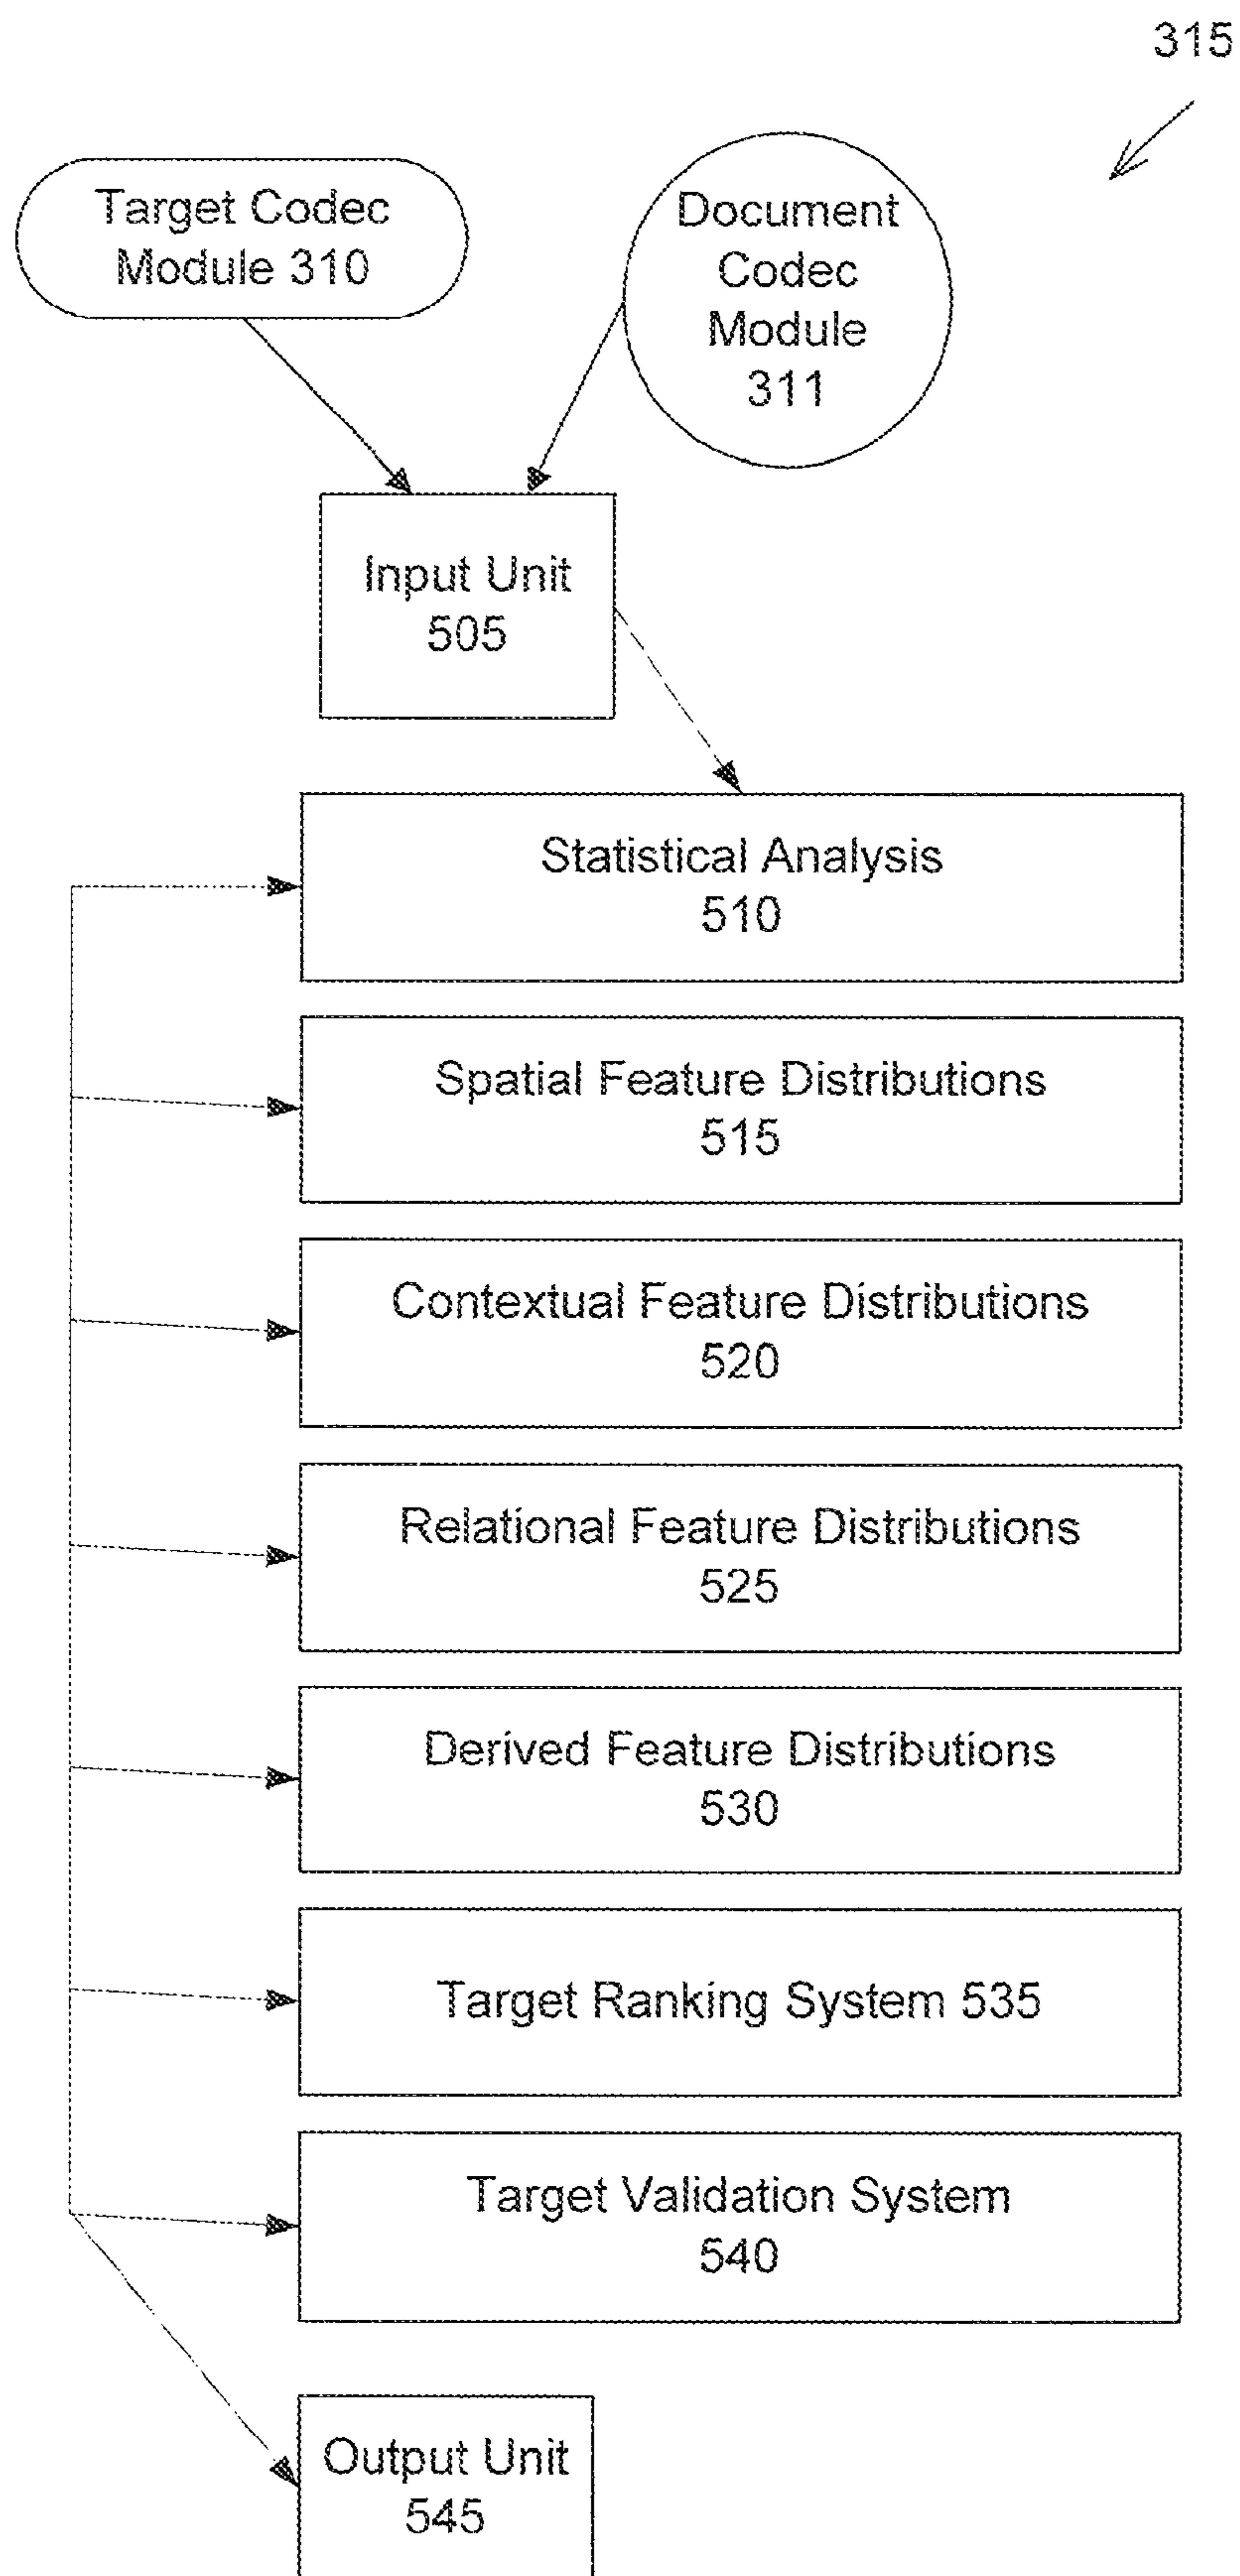 315
Target Codec
Module 310
Document
Codec
Module
311
Input Unit
505
Statistical Analysis
510
Spatial Feature Distributions
515
Contextual Feature Distributions
520
Relational Feature Distributions
525
Derived Feature Distributions
530
Target Ranking System 535
Target Validation System
540
Output Unit
545